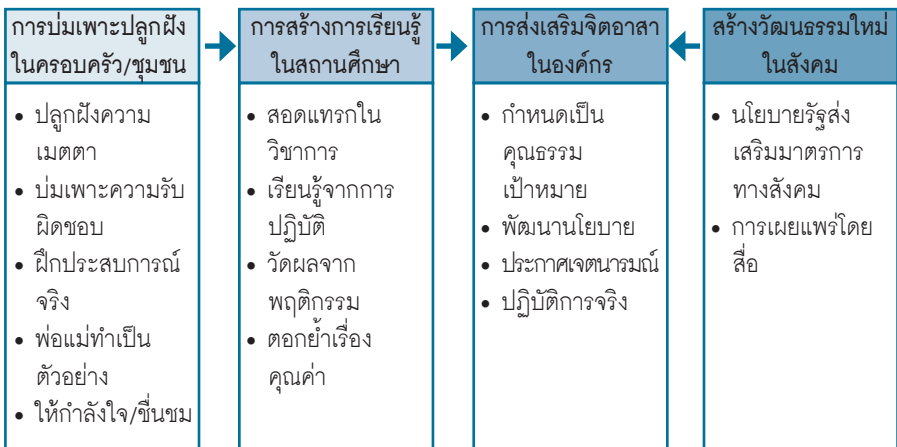 การบ่มเพาะปลูกฝัง
ในครอบครัว/ชุมชน
• ปลูกฝังความ
เมตตา
• บ่มเพาะความรับ
ผิดชอบ
• ฝึกประสบการณ์
จริง
• พ่อแม่ทำเป็น
ตัวอย่าง
• ให้กำลังใจ/ชื่นชม
การสร้างการเรียนรู้
ในสถานศึกษา
• สอดแทรกใน
วิชาการ
• เรียนรู้จากการ
ปฏิบัติ
• วัดผลจาก
พฤติกรรม
• ตอกย้ำเรื่อง
คุณค่า
การส่งเสริมจิตอาสา
ในองค์กร
• กำหนดเป็น
คุณธรรม
เป้าหมาย
• พัฒนานโยบาย
• ประกาศเจตนารมณ์
• ปฏิบัติการจริง
สร้างวัฒนธรรมใหม่
ในสังคม
• นโยบายรัฐส่ง
เสริมมาตรการ
ทางสังคม
• การเผยแพร่โดย
สื่อ